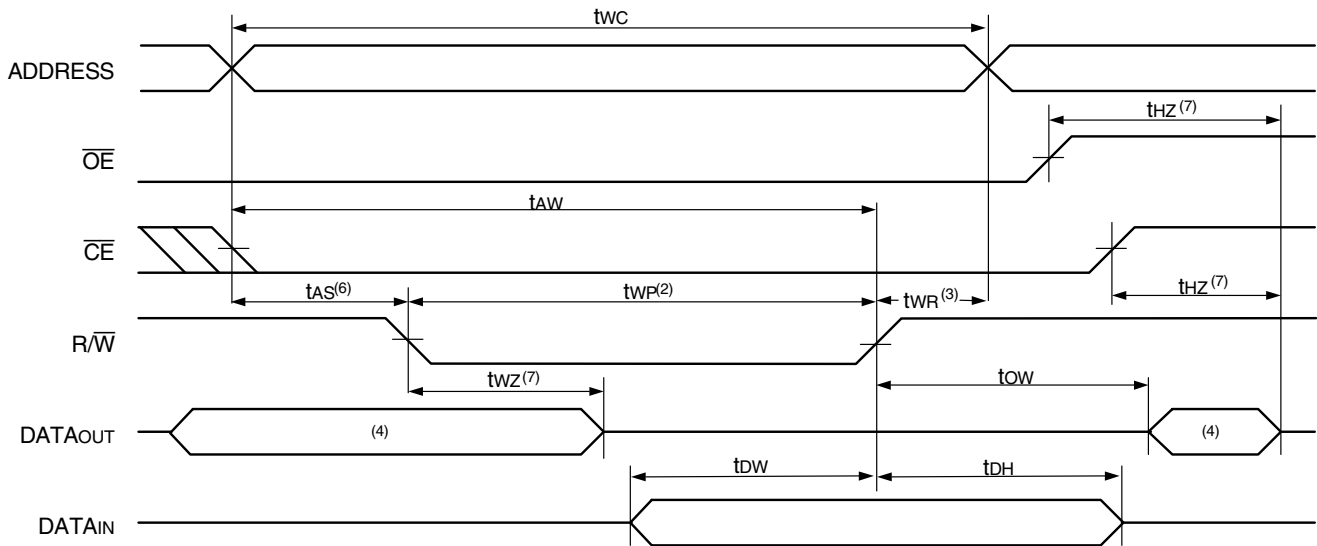 tWC
ADDRESS
tHZ(7)
OE
tAW
CE
tAS(6)
tWP(2)
tWR(3)
tHZ(7)
R/W
tWZ(7)
tOW
DATAOUT
(4)
(4)
tDW
tDH
DATAIN